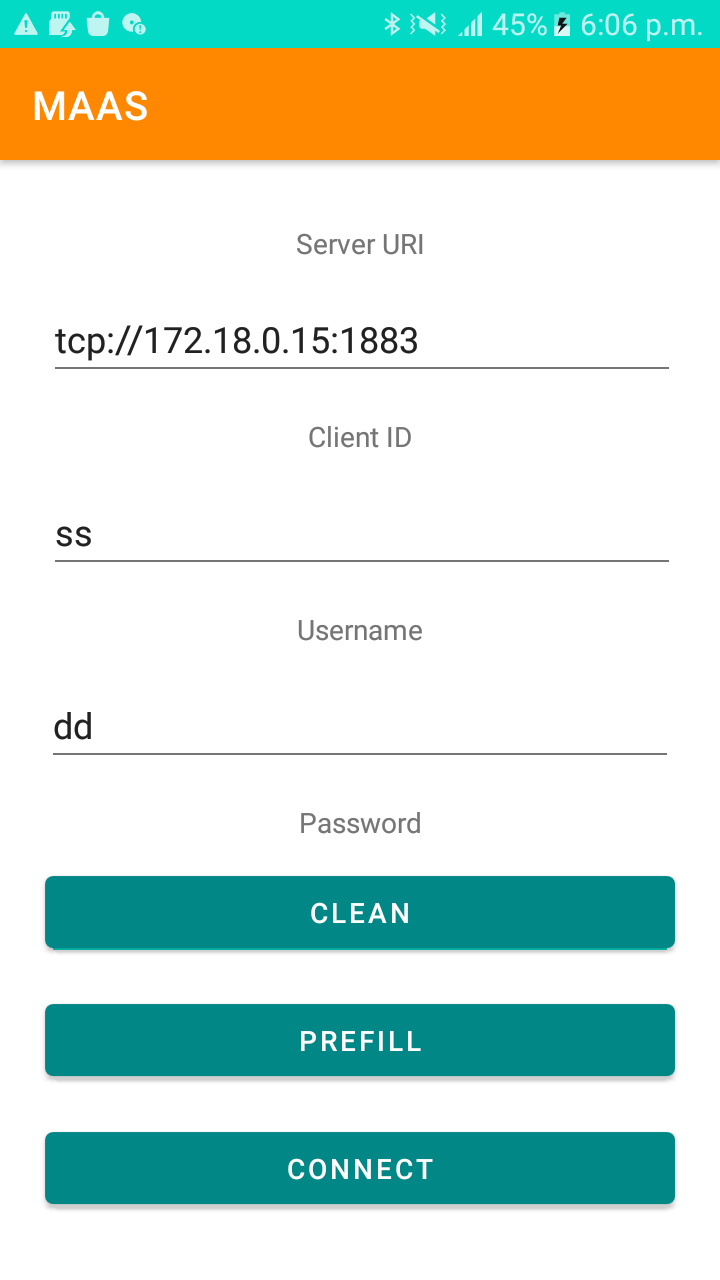 45% 6:06 p.m.
MAAS
Server URI
tcp://172.18.0.15:1883
Client ID
ss
Username
dd
Password
CLEAN
PREFILL
CONNECT